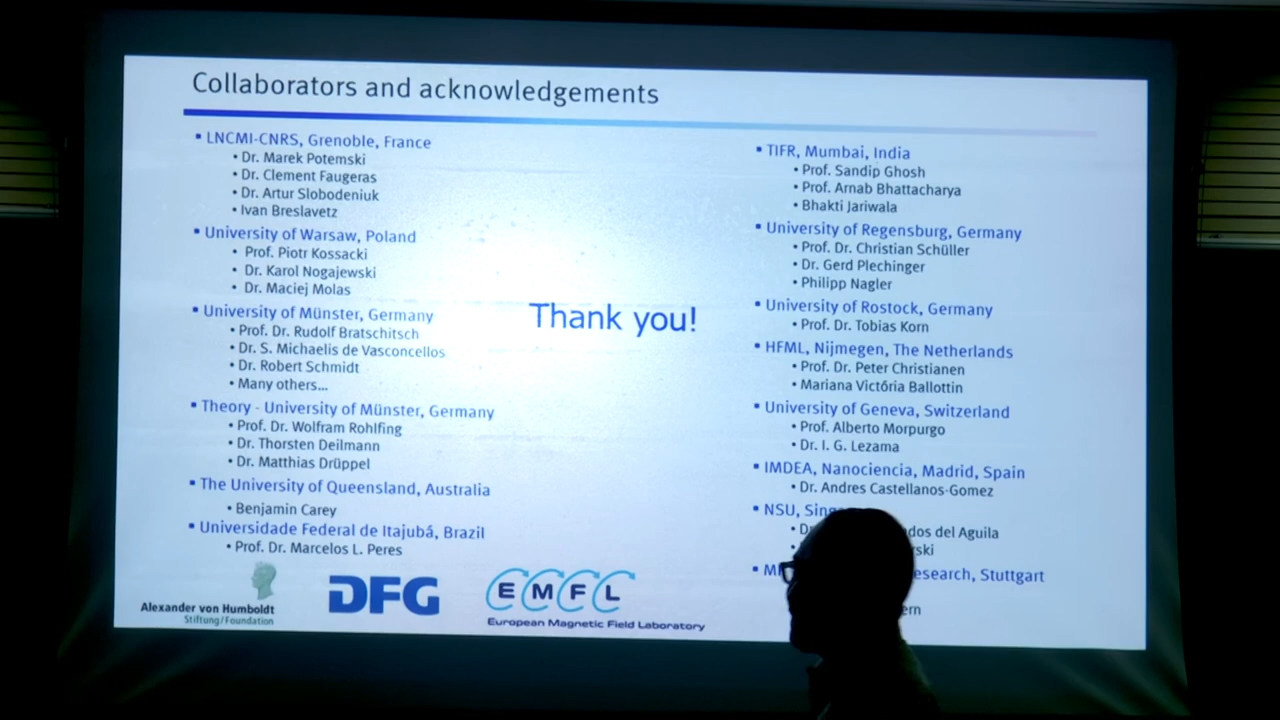 Collaborators and acknowledgements
▪ LNCMI-CNRS, Grenoble, France
• Dr. Marek Potemski
• Dr. Clement Faugeras
• Dr. Artur Slobodeniuk
• Ivan Breslavetz
▪ University of Warsaw, Poland
• Prof. Piotr Kossacki
• Dr. Karol Nogajewski
• Dr. Maciej Molas
▪ University of Münster, Germany
• Prof. Dr. Rudolf Bratschitsch
• Dr. S. Michaelis de Vasconcellos
• Dr. Robert Schmidt
• Many others...
▪ Theory - University of Münster, Germany
• Prof. Dr. Wolfram Rohlfing
• Dr. Thorsten Deilmann
• Dr. Matthias Drüppel
▪ The University of Queensland, Australia
• Benjamin Carey
▪ Universidade Federal de Itajubá, Brazil
• Prof. Dr. Marcelos L. Peres
Thank you!
▪ TIFR, Mumbai, India
• Prof. Sandip Ghosh
• Prof. Arnab Bhattacharya
• Bhakti Jariwala
▪ University of Regensburg, Germany
• Prof. Dr. Christian Schüller
• Dr. Gerd Plechinger
• Philipp Nagler
▪ University of Rostock, Germany
• Prof. Dr. Tobias Korn
▪ HFML, Nijmegen, The Netherlands
• Prof. Dr. Peter Christianen
• Mariana Victória Ballottin
▪ University of Geneva, Switzerland
• Prof. Alberto Morpurgo
• Dr. I. G. Lezama
▪ IMDEA, Nanociencia, Madrid, Spain
• Dr. Andres Castellanos-Gomez
▪ NSU,
del Aguila
▪ Stuttgart
Alexander von Humboldt
Stiftung/Foundation
DFG
EMFL
European Magnetic Field Laboratory